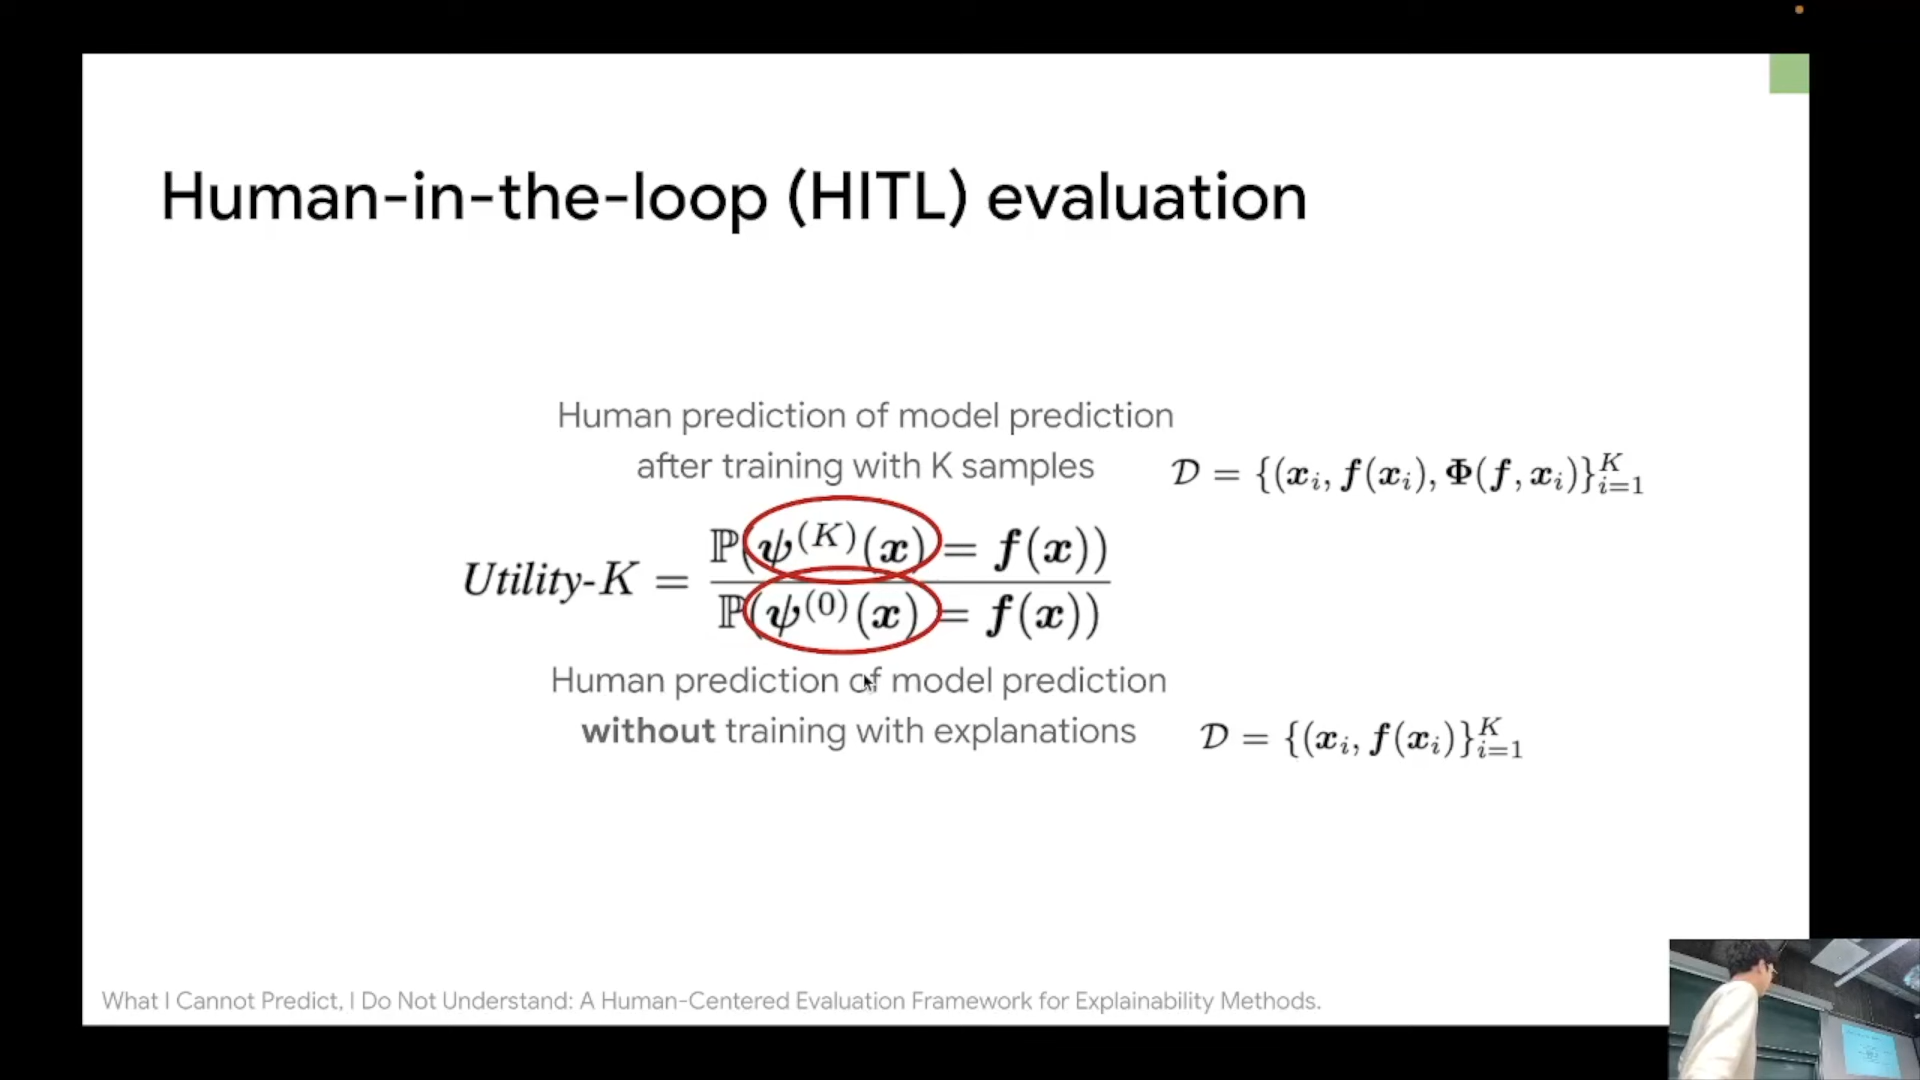 Human-in-the-loop (HITL) evaluation
Human prediction of model prediction
after training with K samples
𝒟 = {(𝒙ᵢ, 𝒇(𝒙ᵢ), 𝚽(𝒇, 𝒙ᵢ)}ᵢ₌₁ᴷ
Utility-K = ℙ(𝝍⁽ᴷ⁾(𝒙) = 𝒇(𝒙)) / ℙ(𝝍⁽⁰⁾(𝒙) = 𝒇(𝒙))
Human prediction of model prediction
without training with explanations
𝒟 = {(𝒙ᵢ, 𝒇(𝒙ᵢ)}ᵢ₌₁ᴷ
What I Cannot Predict, I Do Not Understand: A Human-Centered Evaluation Framework for Explainability Methods.